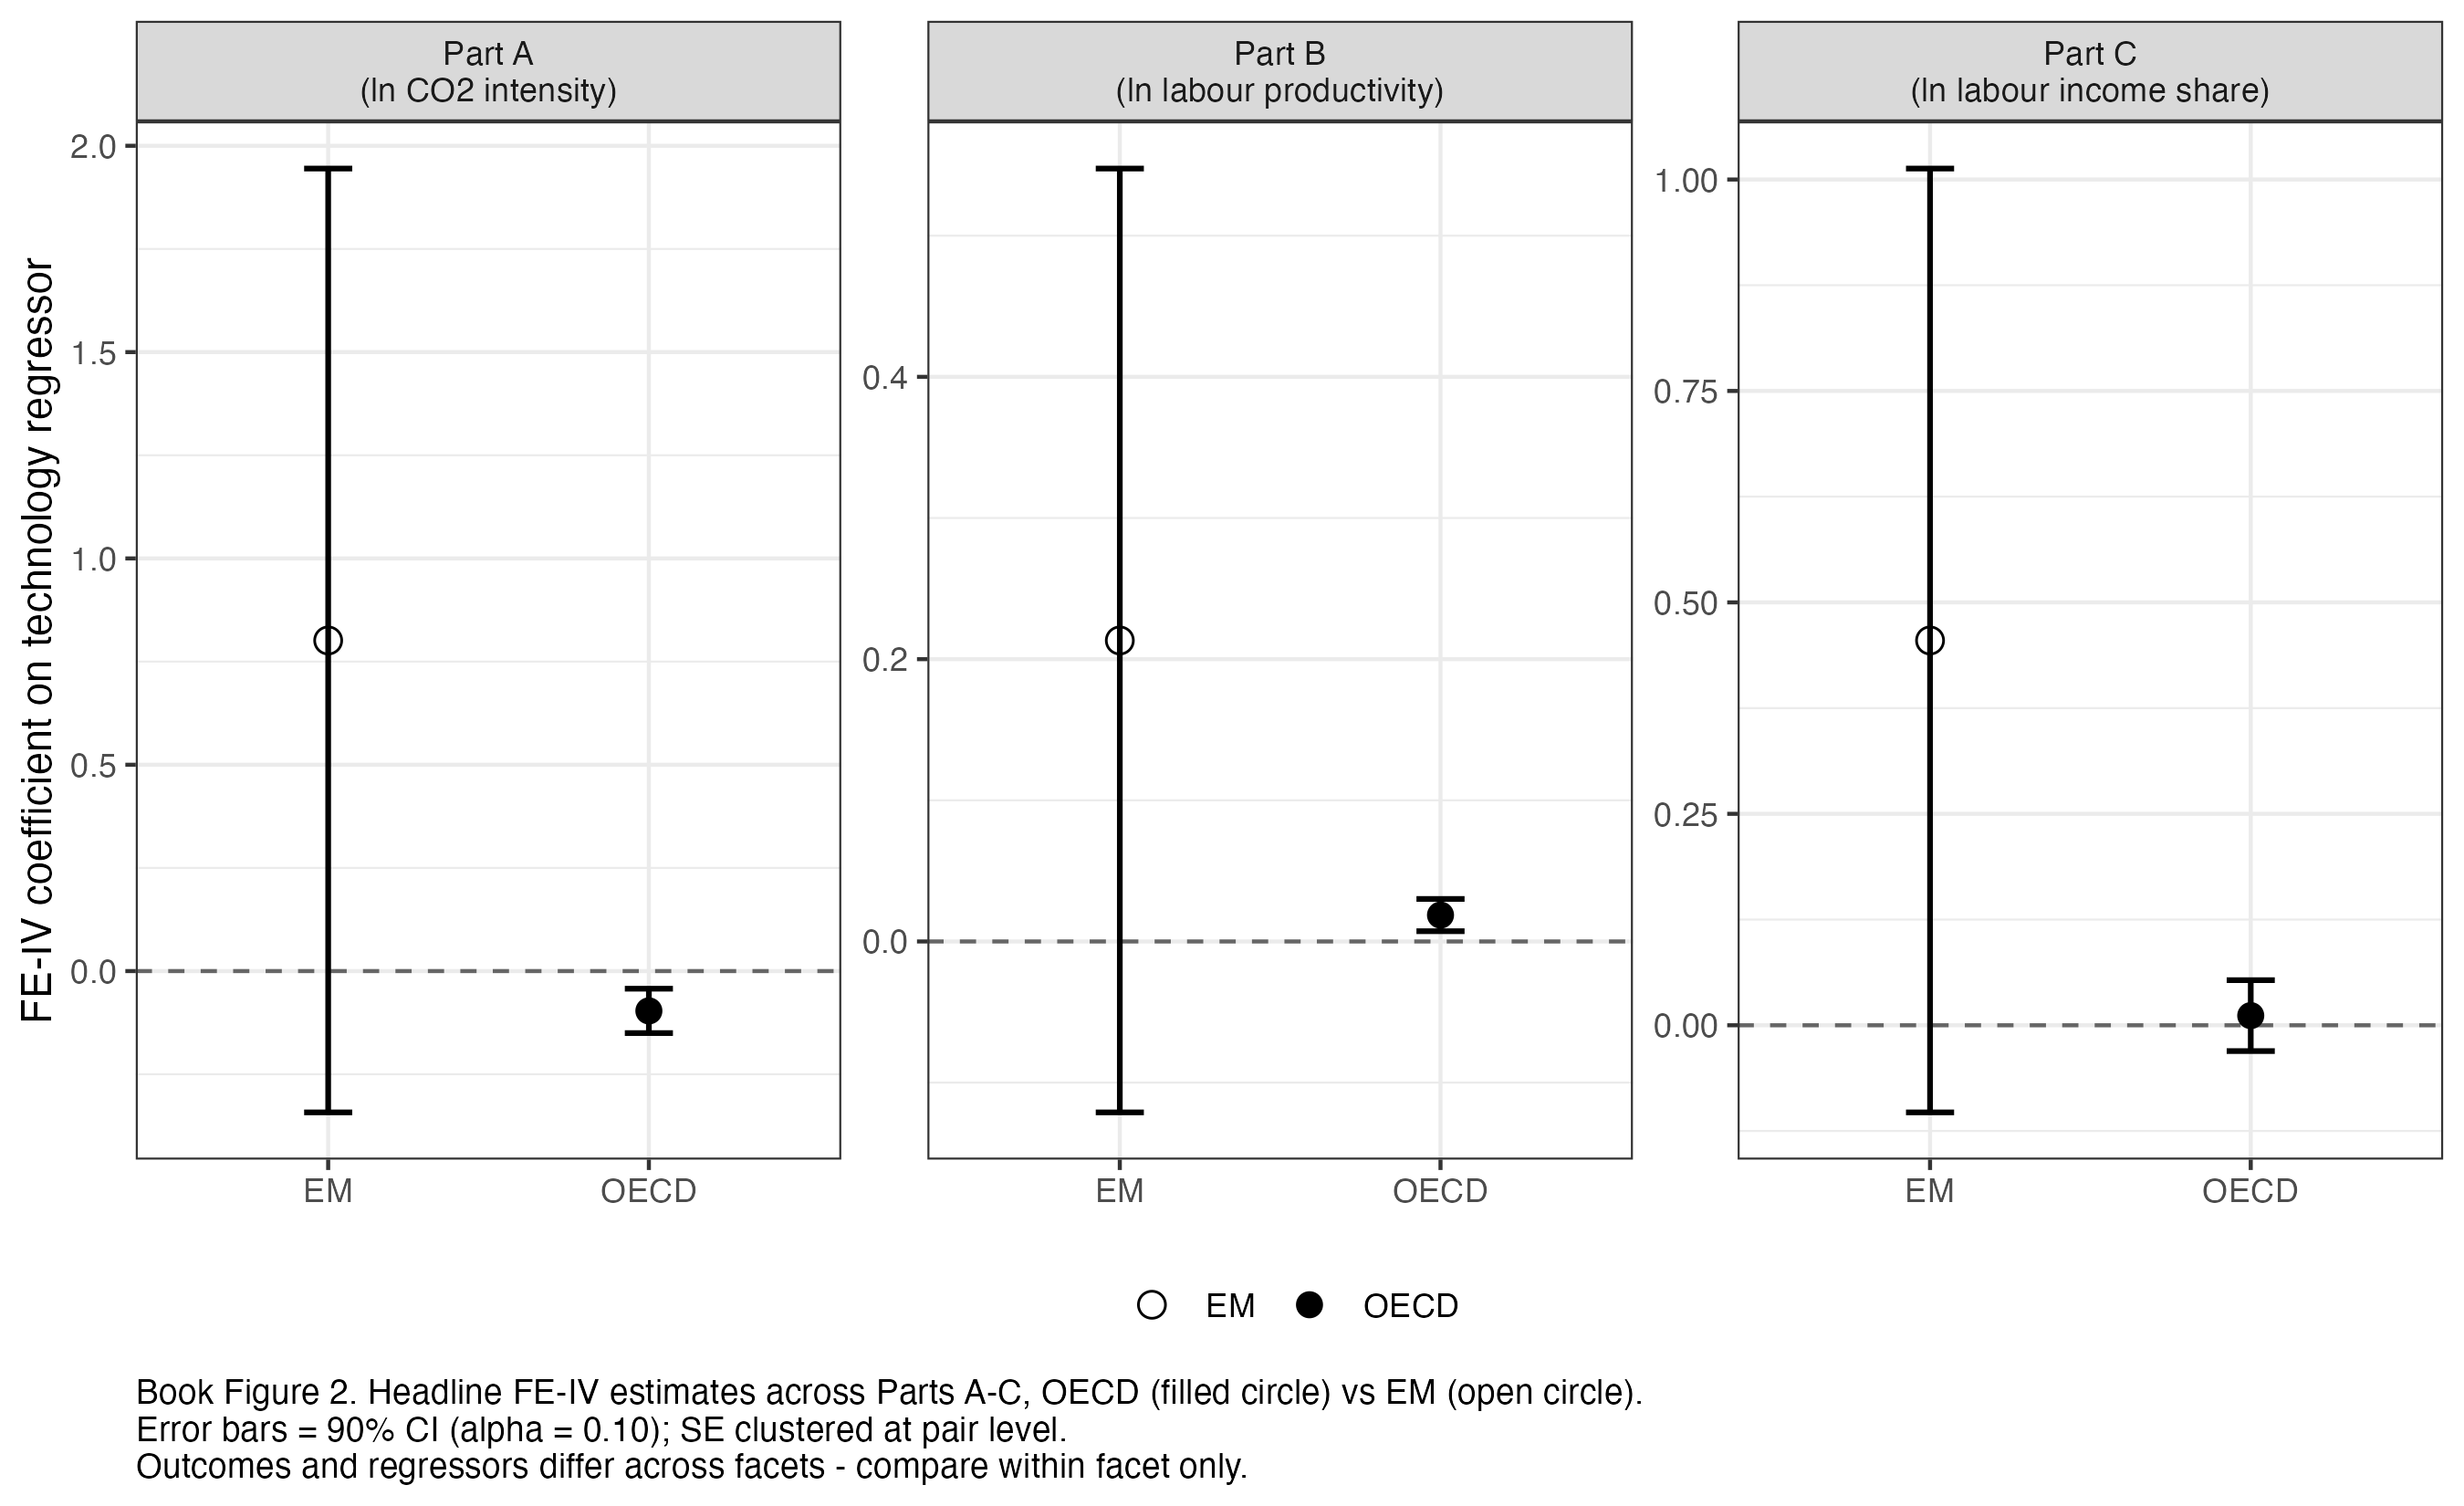 Part A
(ln CO2 intensity)
Part B
(ln labour productivity)
Part C
(ln labour income share)
FE-IV coefficient on technology regressor
2.0
1.5
1.0
0.5
0.0
0.4
0.2
0.0
1.00
0.75
0.50
0.25
0.00
EM
OECD
EM
OECD
EM
OECD
EM
OECD
Book Figure 2. Headline FE-IV estimates across Parts A-C, OECD (filled circle) vs EM (open circle).
Error bars = 90% CI (alpha = 0.10); SE clustered at pair level.
Outcomes and regressors differ across facets - compare within facet only.